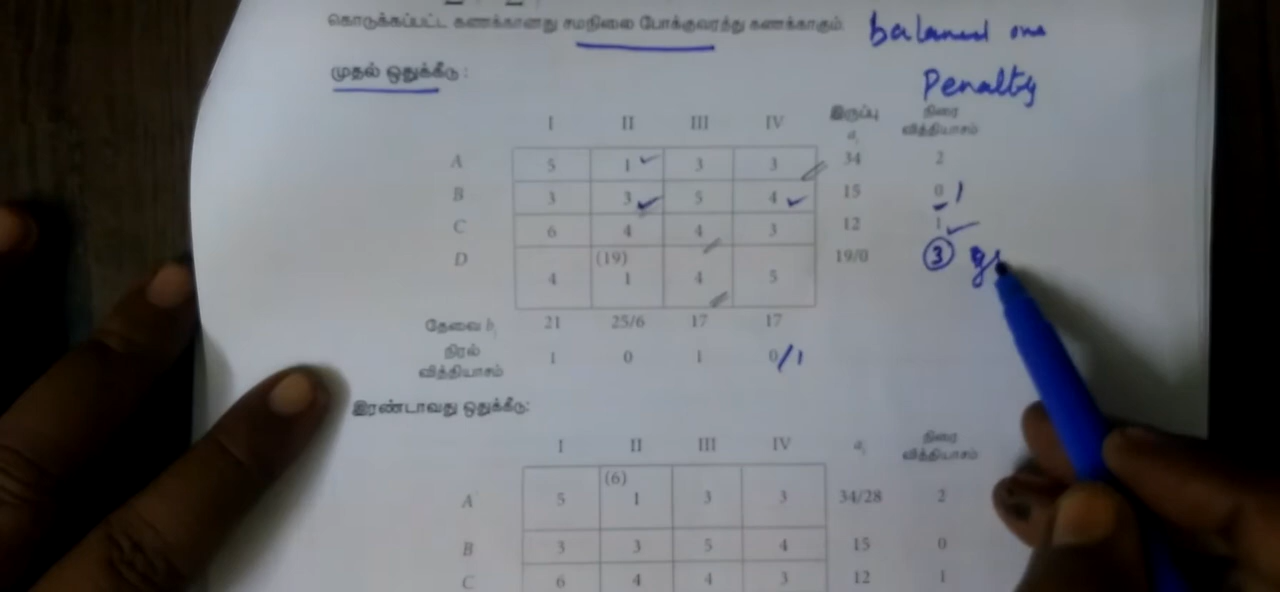 கொடுக்கப்பட்ட கணக்கானது சமநிலை போக்குவரத்து கணக்காகும். balanced one
முதல் ஒதுக்கீடு : Penalty
I II III IV இருப்பு aᵢ நிரை வித்தியாசம்
A 5 1 3 3 34 2
B 3 3 5 4 15 0 1
C 6 4 4 3 12 1
D 4 (19) 1 4 5 19/0 3
தேவை bⱼ 21 25/6 17 17
நிரல் வித்தியாசம் 1 0 1 0/1
இரண்டாவது ஒதுக்கீடு:
I II III IV aᵢ நிரை வித்தியாசம்
A 5 (6) 1 3 3 34/28 2
B 3 3 5 4 15 0
C 6 4 4 3 12 1